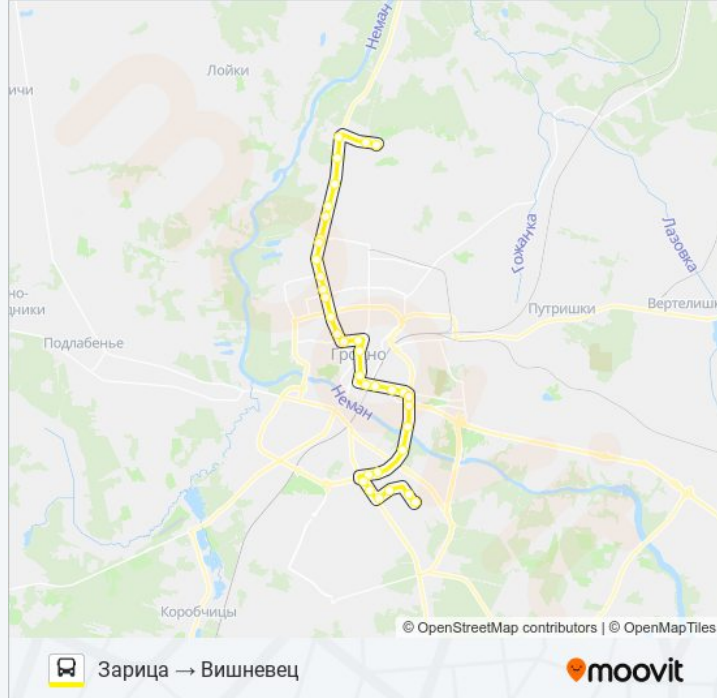 Неман
Лойки
ичи
Гожанка
Лазовка
но-
дники
Путришки
Вертелишк
Подлабенье
Гродно
Неман
Коробчицы
© OpenStreetMap contributors | © OpenMapTiles
Зарица → Вишневец
moovit